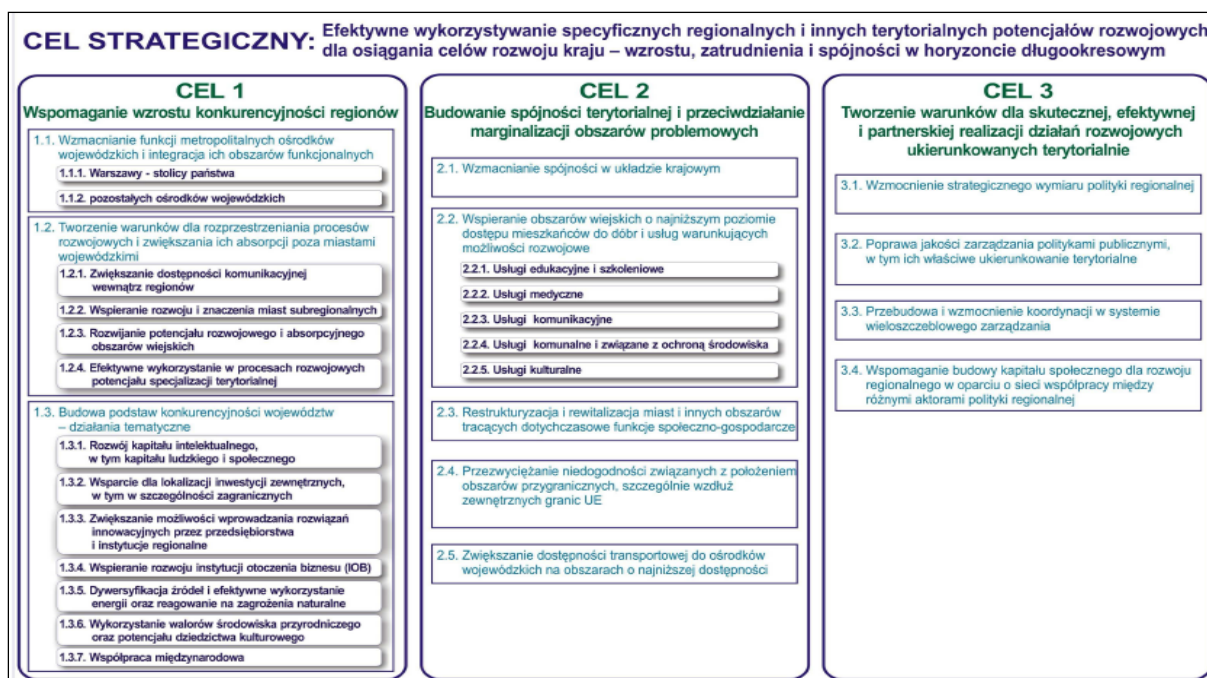 CEL STRATEGICZNY: Efektywne wykorzystywanie specyficznych regionalnych i innych terytorialnych potencjałów rozwojowych
dla osiągania celów rozwoju kraju – wzrostu, zatrudnienia i spójności w horyzoncie długookresowym
CEL 1
Wspomaganie wzrostu konkurencyjności regionów
1.1. Wzmacnianie funkcji metropolitalnych ośrodków
wojewódzkich i integracja ich obszarów funkcjonalnych
1.1.1. Warszawy - stolicy państwa
1.1.2. pozostałych ośrodków wojewódzkich
1.2. Tworzenie warunków dla rozprzestrzeniania procesów
rozwojowych i zwiększania ich absorpcji poza miastami
wojewódzkimi
1.2.1. Zwiększanie dostępności komunikacyjnej
wewnątrz regionów
1.2.2. Wspieranie rozwoju i znaczenia miast subregionalnych
1.2.3. Rozwijanie potencjału rozwojowego i absorpcyjnego
obszarów wiejskich
1.2.4. Efektywne wykorzystanie w procesach rozwojowych
potencjału specjalizacji terytorialnej
1.3. Budowa podstaw konkurencyjności województw
– działania tematyczne
1.3.1. Rozwój kapitału intelektualnego,
w tym kapitału ludzkiego i społecznego
1.3.2. Wsparcie dla lokalizacji inwestycji zewnętrznych,
w tym w szczególności zagranicznych
1.3.3. Zwiększanie możliwości wprowadzania rozwiązań
innowacyjnych przez przedsiębiorstwa
i instytucje regionalne
1.3.4. Wspieranie rozwoju instytucji otoczenia biznesu (IOB)
1.3.5. Dywersyfikacja źródeł i efektywne wykorzystanie
energii oraz reagowanie na zagrożenia naturalne
1.3.6. Wykorzystanie walorów środowiska przyrodniczego
oraz potencjału dziedzictwa kulturowego
1.3.7. Współpraca międzynarodowa
CEL 2
Budowanie spójności terytorialnej i przeciwdziałanie
marginalizacji obszarów problemowych
2.1. Wzmacnianie spójności w układzie krajowym
2.2. Wspieranie obszarów wiejskich o najniższym poziomie
dostępu mieszkańców do dóbr i usług warunkujących
możliwości rozwojowe
2.2.1. Usługi edukacyjne i szkoleniowe
2.2.2. Usługi medyczne
2.2.3. Usługi komunikacyjne
2.2.4. Usługi komunalne i związane z ochroną środowiska
2.2.5. Usługi kulturalne
2.3. Restrukturyzacja i rewitalizacja miast i innych obszarów
tracących dotychczasowe funkcje społeczno-gospodarcze
2.4. Przezwyciężanie niedogodności związanych z położeniem
obszarów przygranicznych, szczególnie wzdłuż
zewnętrznych granic UE
2.5. Zwiększanie dostępności transportowej do ośrodków
wojewódzkich na obszarach o najniższej dostępności
CEL 3
Tworzenie warunków dla skutecznej, efektywnej
i partnerskiej realizacji działań rozwojowych
ukierunkowanych terytorialnie
3.1. Wzmocnienie strategicznego wymiaru polityki regionalnej
3.2. Poprawa jakości zarządzania politykami publicznymi,
w tym ich właściwe ukierunkowanie terytorialne
3.3. Przebudowa i wzmocnienie koordynacji w systemie
wieloszczeblowego zarządzania
3.4. Wspomaganie budowy kapitału społecznego dla rozwoju
regionalnego w oparciu o sieci współpracy między
różnymi aktorami polityki regionalnej